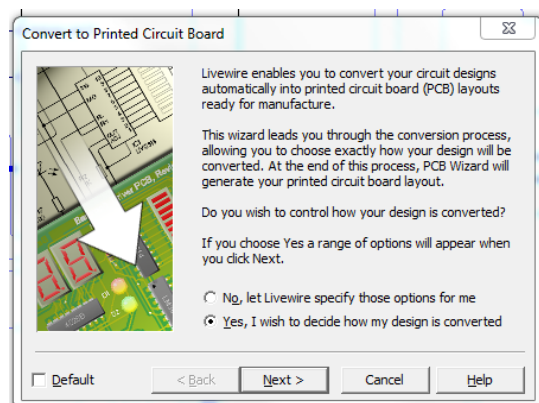 Convert to Printed Circuit Board
Livewire enables you to convert your circuit designs
automatically into printed circuit board (PCB) layouts
ready for manufacture.
This wizard leads you through the conversion process,
allowing you to choose exactly how your design will be
converted. At the end of this process, PCB Wizard will
generate your printed circuit board layout.
Do you wish to control how your design is converted?
If you choose Yes a range of options will appear when
you click Next.
No, let Livewire specify those options for me
Yes, I wish to decide how my design is converted
Default
< Back
Next >
Cancel
Help